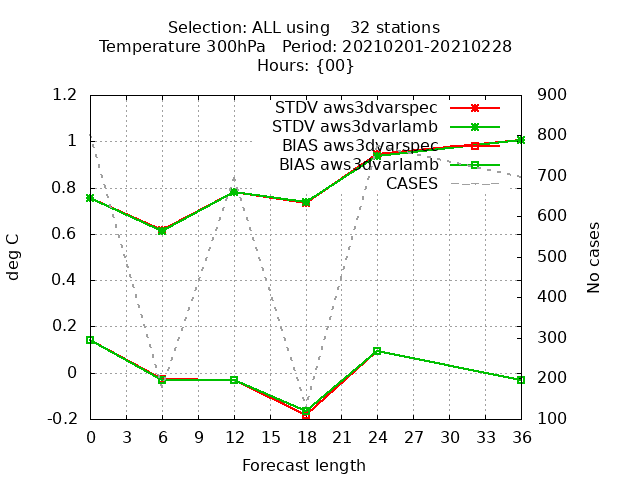 Selection: ALL using    32 stations
Temperature 300hPa   Period: 20210201-20210228
Hours: {00}
STDV aws3dvarspec
STDV aws3dvarlamb
BIAS aws3dvarspec
BIAS aws3dvarlamb
CASES
1.2
1
0.8
0.6
0.4
0.2
0
-0.2
deg C
900
800
700
600
500
400
300
200
100
No cases
0 3 6 9 12 15 18 21 24 27 30 33 36
Forecast length